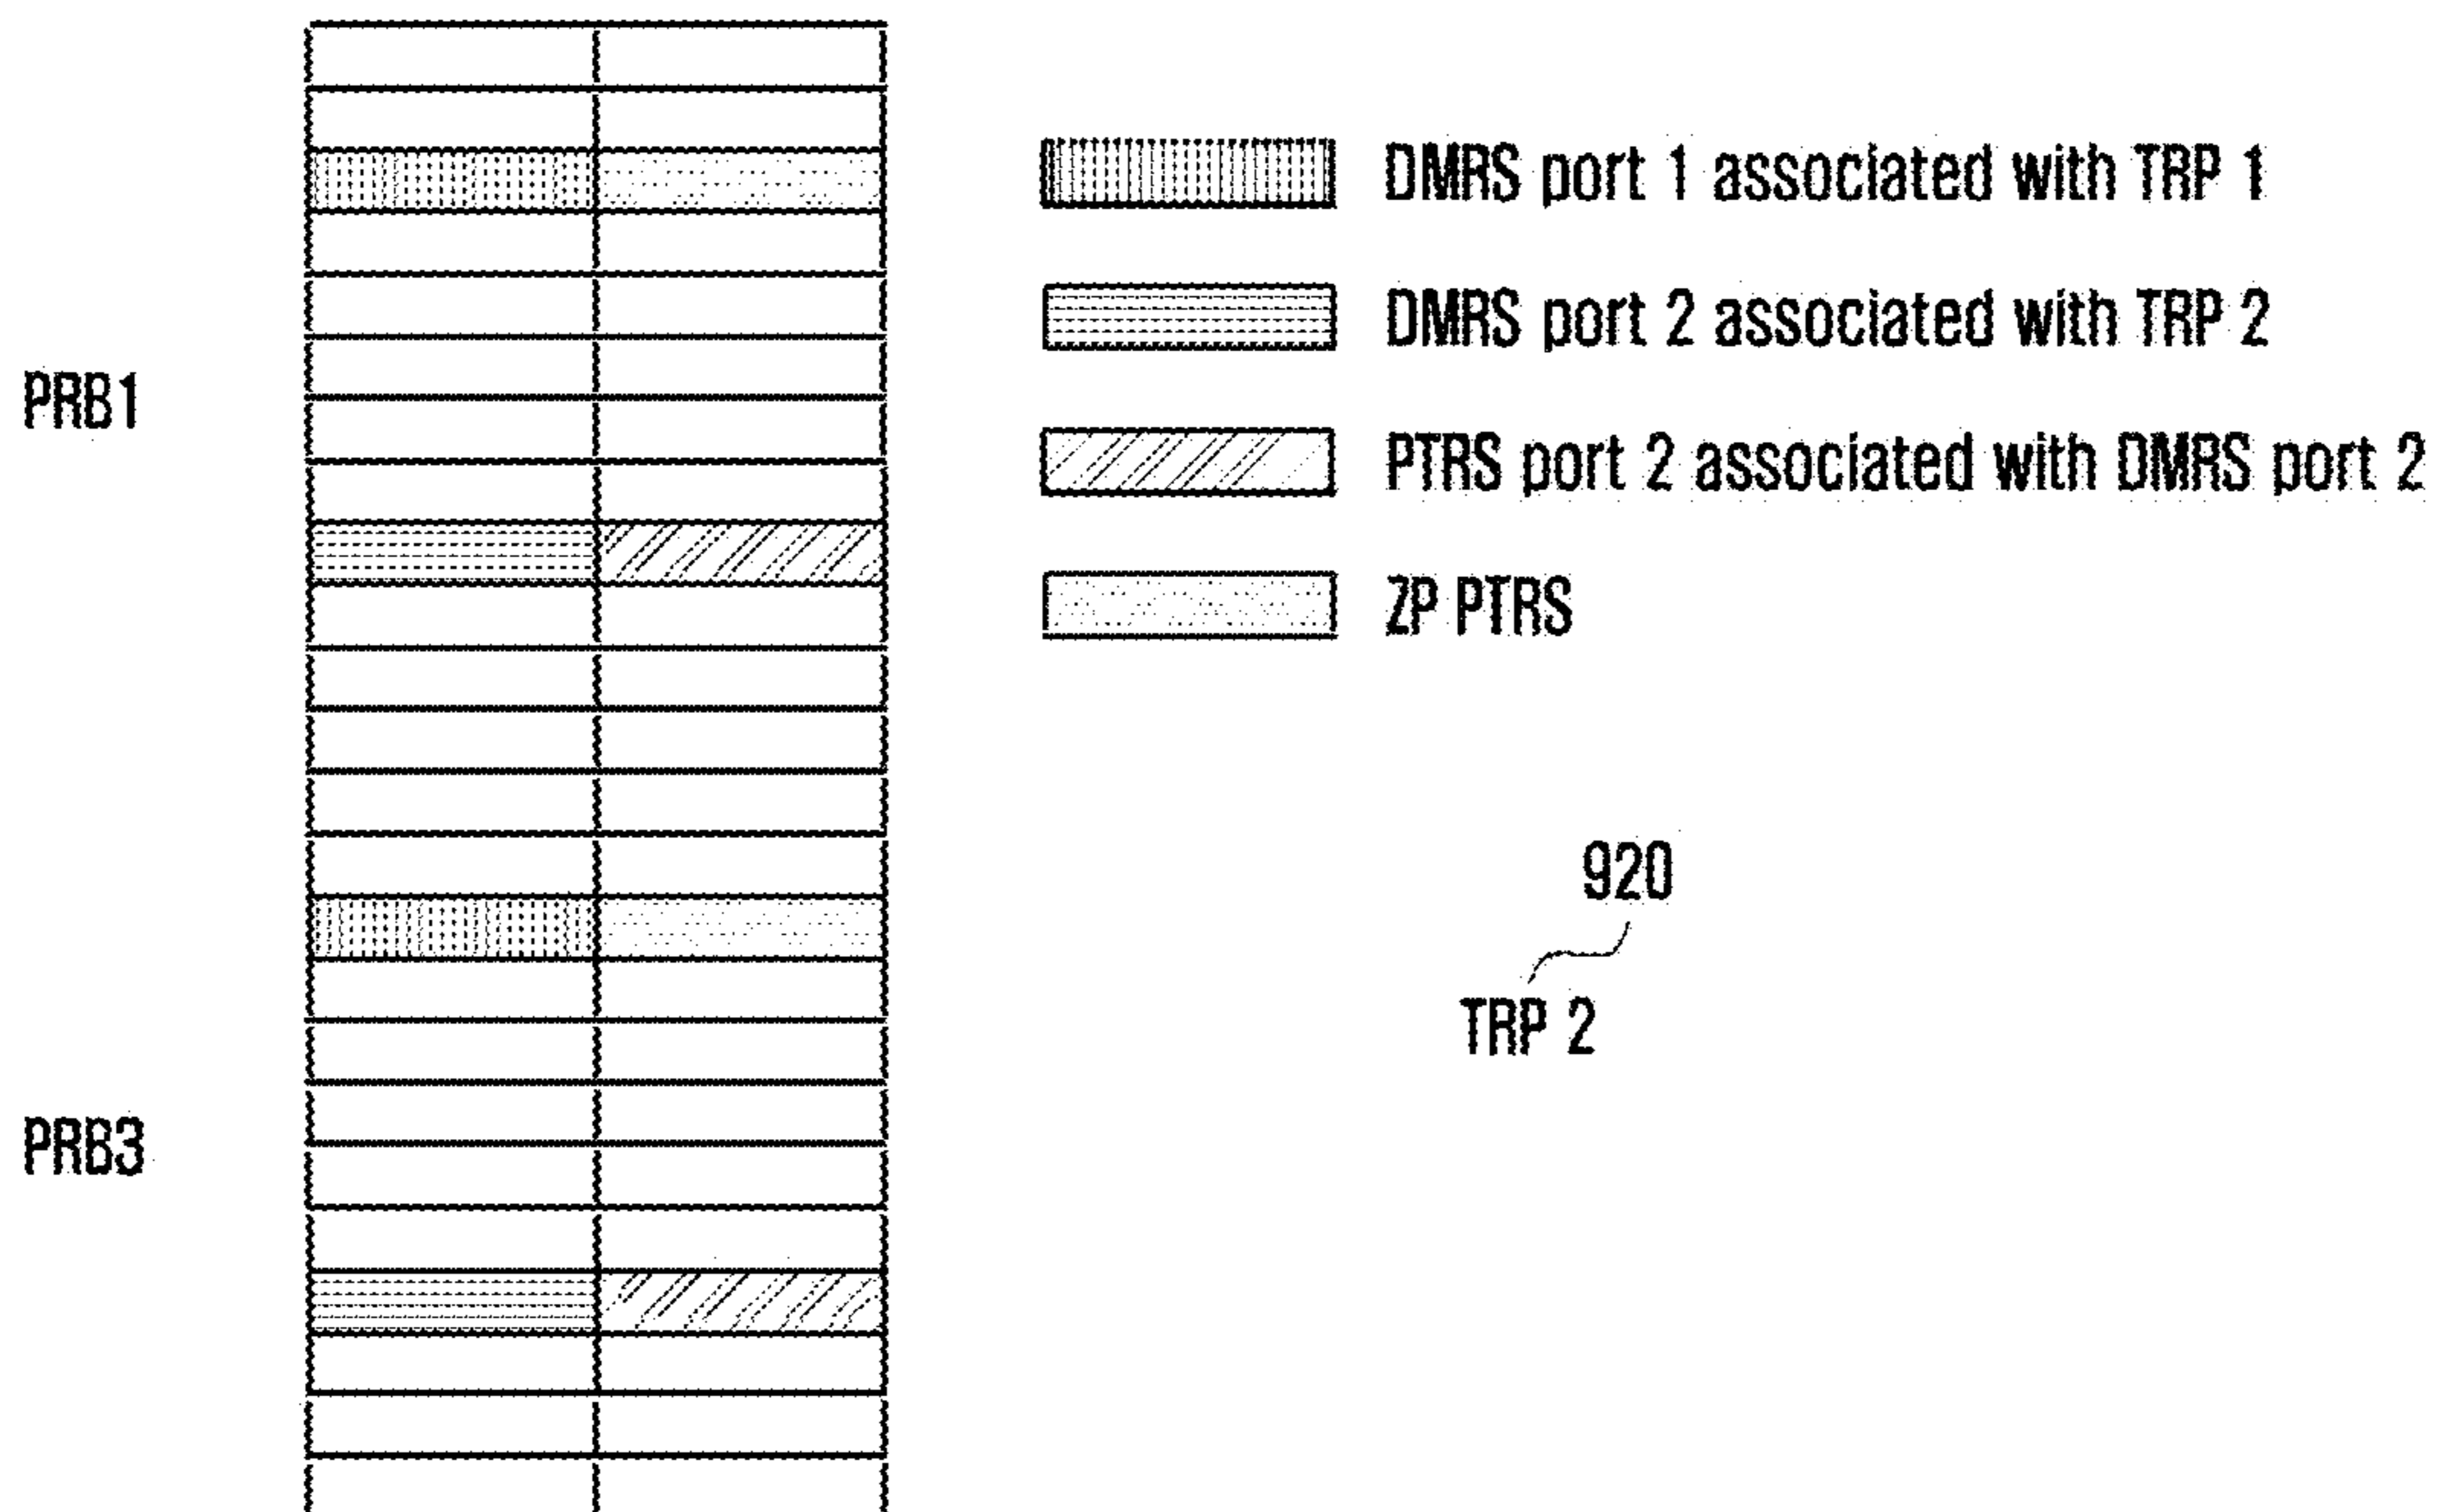 DMRS port 1 associated with TRP 1
DMRS port 2 associated with TRP 2
PRB1
PTRS port 2 associated with DMRS port 2
ZP PTRS
920
TRP 2
PRB3